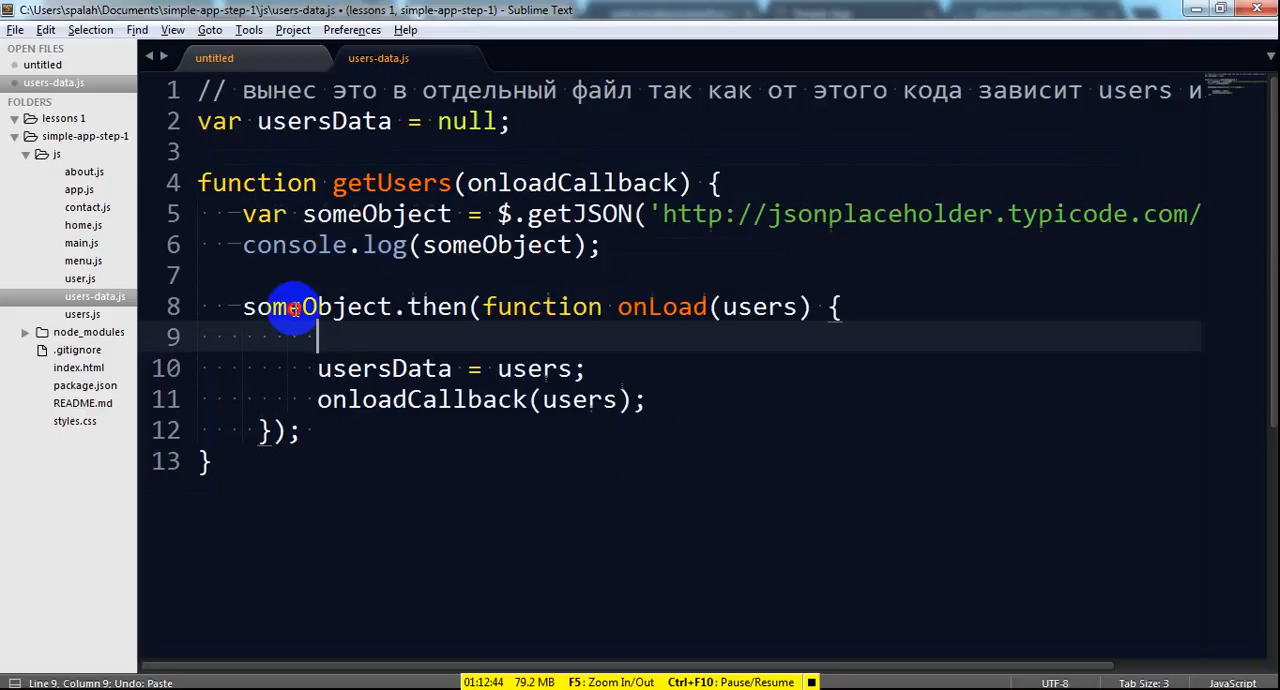 C:\Users\spalah\Documents\simple-app-step-1\js\users-data.js • (lessons 1, simple-app-step-1) - Sublime Text
File Edit Selection Find View Goto Tools Project Preferences Help
OPEN FILES
untitled
users-data.js
FOLDERS
lessons 1
simple-app-step-1
js
about.js
app.js
contact.js
home.js
main.js
menu.js
user.js
users-data.js
users.js
node_modules
.gitignore
index.html
package.json
README.md
styles.css
untitled users-data.js
1 // вынес это в отдельный файл так как от этого кода зависит users и
2 var usersData = null;
3
4 function getUsers(onloadCallback) {
5 var someObject = $.getJSON('http://jsonplaceholder.typicode.com/
6 console.log(someObject);
7
8 someObject.then(function onLoad(users) {
9
10 usersData = users;
11 onloadCallback(users);
12 });
13 }
Line 9, Column 9; Undo: Paste 01:12:44 79.2 MB F5: Zoom In/Out Ctrl+F10: Pause/Resume UTF-8 Tab Size: 3 JavaScript